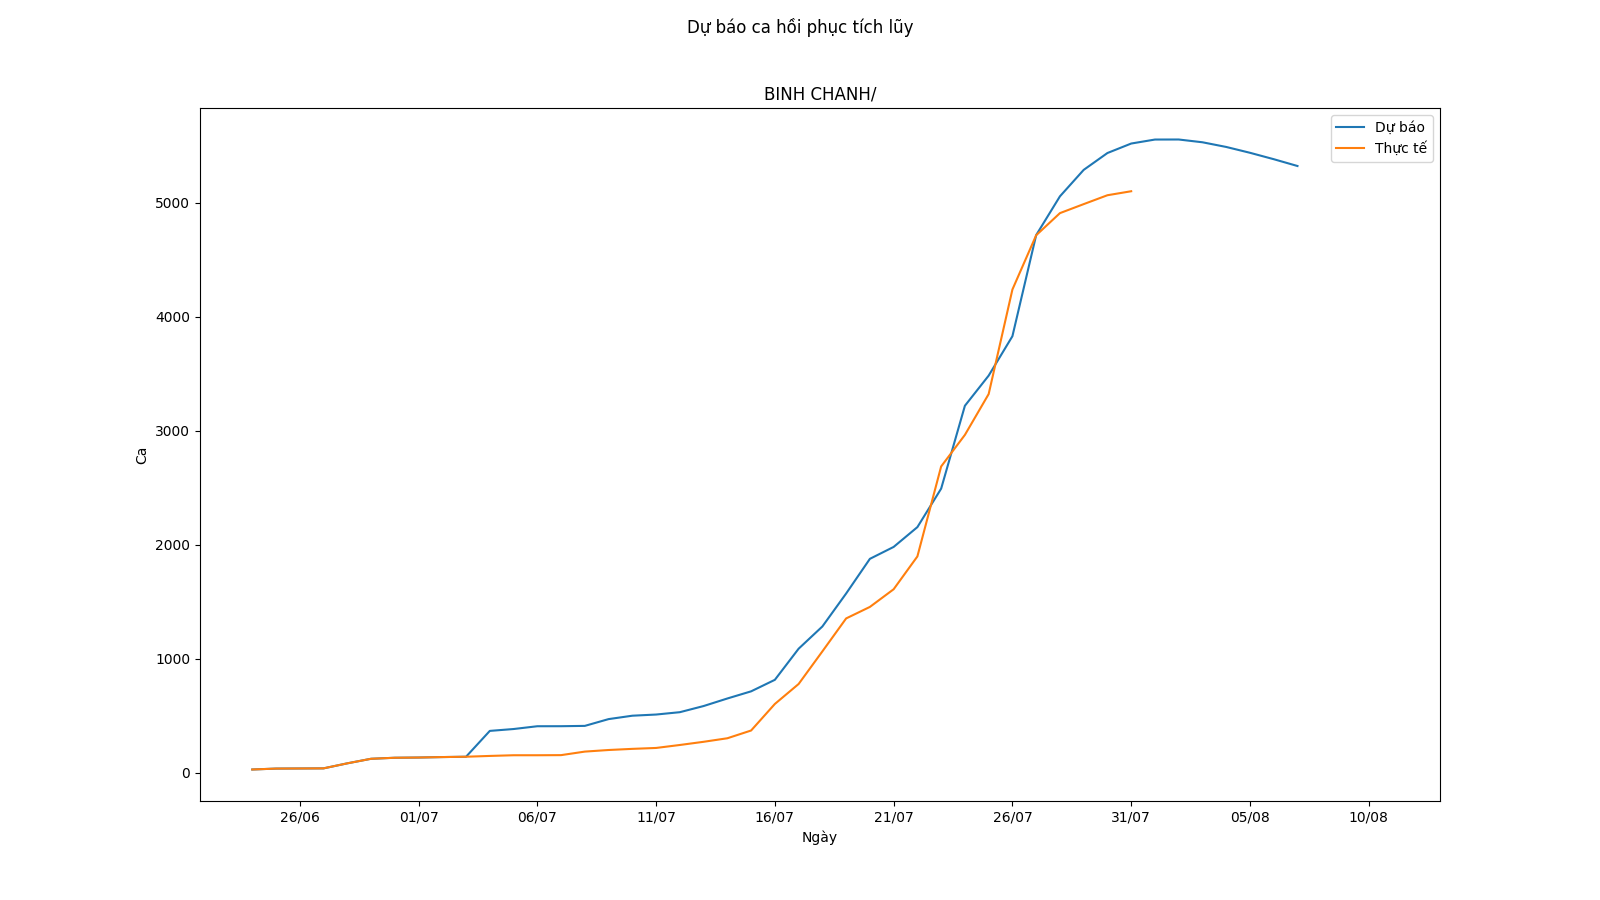 Dự báo ca hồi phục tích lũy
BINH CHANH/
Dự báo
Thực tế
5000
4000
3000
2000
1000
0
Ca
26/06 01/07 06/07 11/07 16/07 21/07 26/07 31/07 05/08 10/08
Ngày